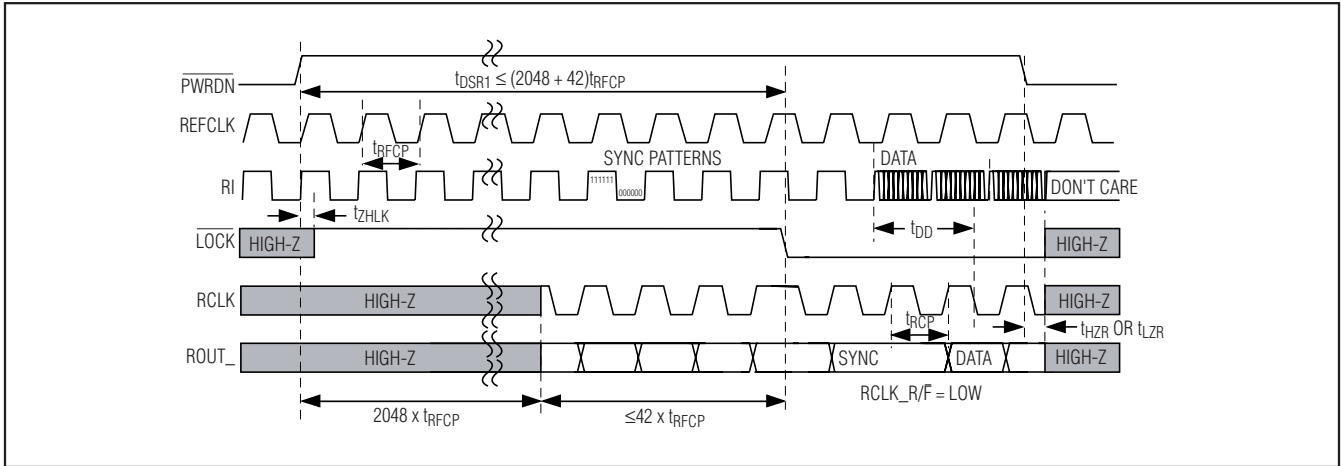 PWRDN
tDSR1 ≤ (2048 + 42)tRFCP
REFCLK
tRFCP
SYNC PATTERNS
DATA
RI
111111
000000
DON'T CARE
tZHLK
tDD
LOCK
HIGH-Z
HIGH-Z
RCLK
HIGH-Z
HIGH-Z
tRCP
tHZR OR tLZR
ROUT_
HIGH-Z
SYNC
DATA
HIGH-Z
RCLK_R/F̅ = LOW
2048 x tRFCP
≤42 x tRFCP